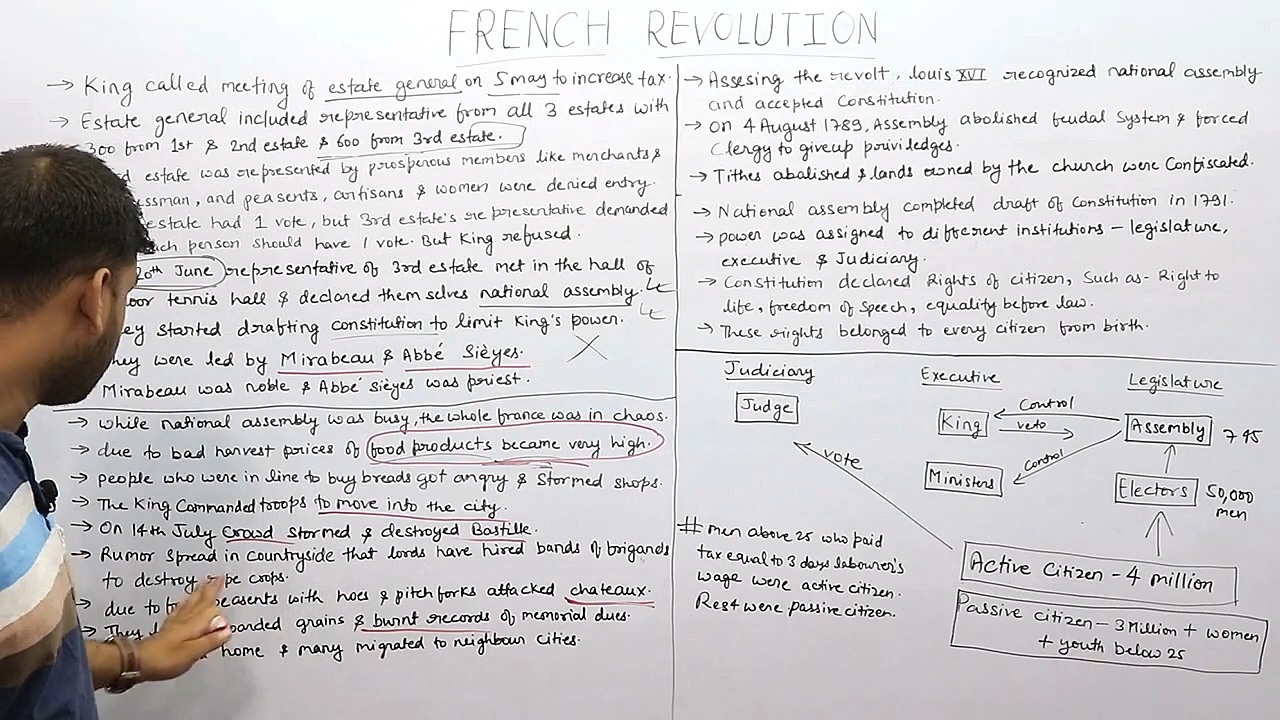 FRENCH REVOLUTION
→ King called meeting of estate general on 5 may to increase tax.
→ Estate general included representative from all 3 estates with
300 from 1st & 2nd estate & 600 from 3rd estate.
estate was represented by prosperous members like merchants &
and peasents, artisans & women were denied entry.
estate had 1 vote, but 3rd estate's representative demanded
person should have 1 vote. But King refused.
20th June representative of 3rd estate met in the hall of
tennis hall & declared themselves national assembly.
started drafting constitution to limit King's power.
were led by Mirabeau & Abbé Sièyes.
Mirabeau was noble & Abbé sièyes was priest.
→ while national assembly was busy, the whole france was in chaos.
→ due to bad harvest prices of food products became very high.
→ people who were in line to buy breads got angry & stormed shops.
→ The King Commanded troops to move into the city.
→ On 14th July Crowd stormed & destroyed Bastille.
→ Rumor spread in countryside that lords have hired bands of brigands
to destroy crops.
→ due to with hoes & pitch forks attacked chateaux.
→ They grains & burnt records of memorial dues.
home & many migrated to neighbour cities.
→ Assesing the revolt, louis XVI recognized national assembly
and accepted Constitution.
→ On 4 August 1789, Assembly abolished feudal System & forced
Clergy to giveup priviledges.
→ Tithes abalished & lands owned by the church were Confiscated.
→ National assembly completed draft of Constitution in 1791.
→ power was assigned to different institutions - legislature,
executive & Judiciary.
→ Constitution declared Rights of citizen, Such as- Right to
life, freedom of speech, equality before law.
→ These rights belonged to every citizen from birth.
Judiciary Executive Legislature
Judge
King Control veto Assembly 745
vote Ministers control Electors 50,000
men
# men above 25 who paid
tax equal to 3 days labourer's
wage were active citizen.
Rest were passive citizen.
Active Citizen - 4 million
Passive citizen - 3 Million + women
+ youth below 25